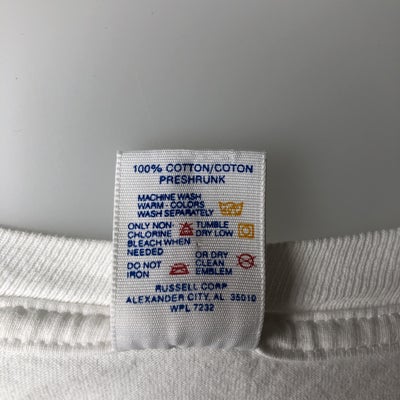 100% COTTON/COTON
PRESHRUNK
MACHINE WASH
WARM - COLORS
WASH SEPARATELY
ONLY NON- TUMBLE
CHLORINE DRY LOW
BLEACH WHEN
NEEDED OR DRY
DO NOT CLEAN
IRON EMBLEM
RUSSELL CORP
ALEXANDER CITY, AL 35010
WPL 7232